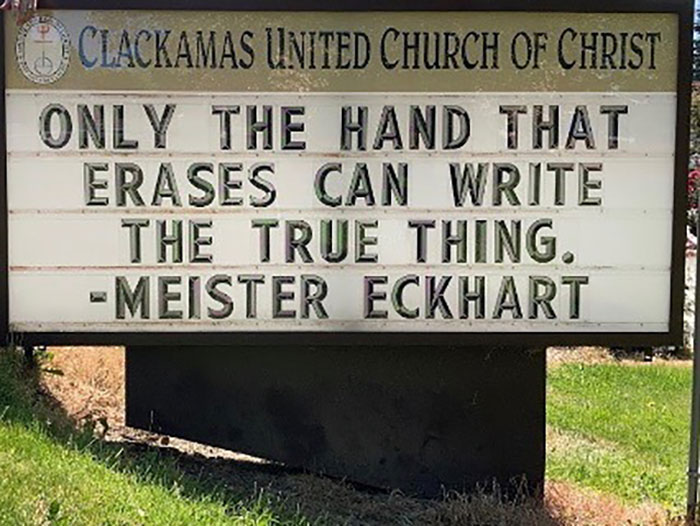 CLACKAMAS UNITED CHURCH OF CHRIST
ONLY THE HAND THAT
ERASES CAN WRITE
THE TRUE THING.
-MEISTER ECKHART